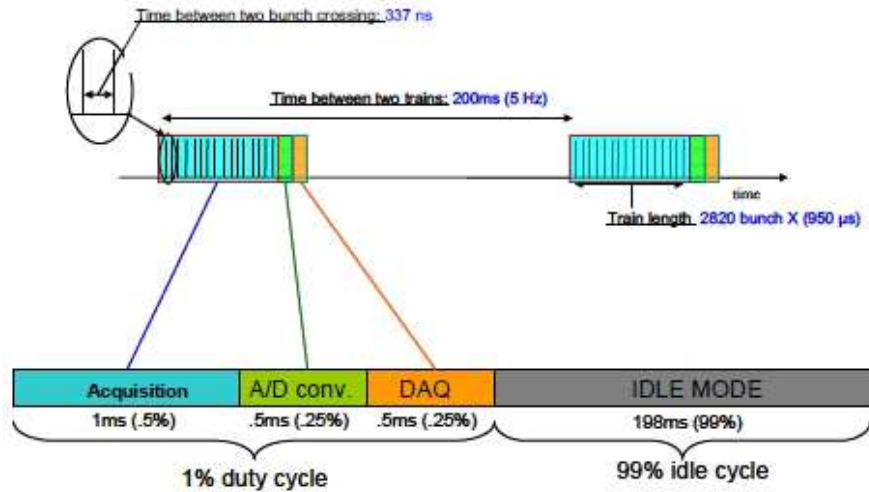 Time between two bunch crossing: 337 ns
Time between two trains: 200ms (5 Hz)
time
Train length 2820 bunch X (950 µs)
Acquisition A/D conv. DAQ IDLE MODE
1ms (.5%) .5ms (.25%) .5ms (.25%) 198ms (99%)
1% duty cycle 99% idle cycle